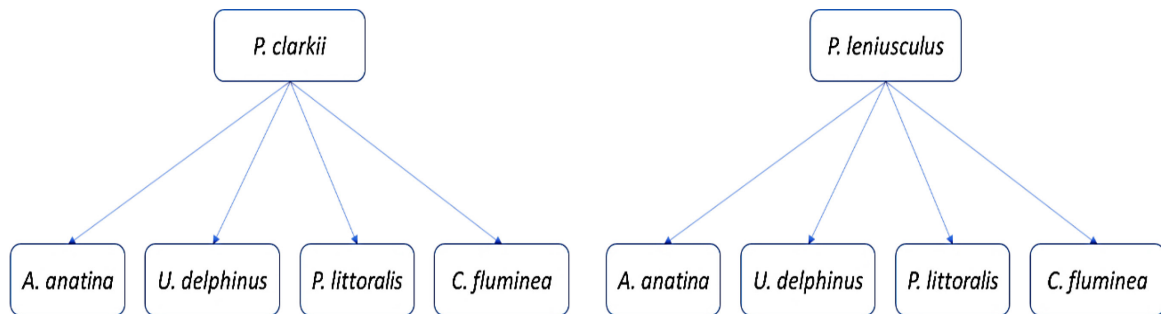 P. clarkii
P. leniusculus
A. anatina
U. delphinus
P. littoralis
C. fluminea
A. anatina
U. delphinus
P. littoralis
C. fluminea